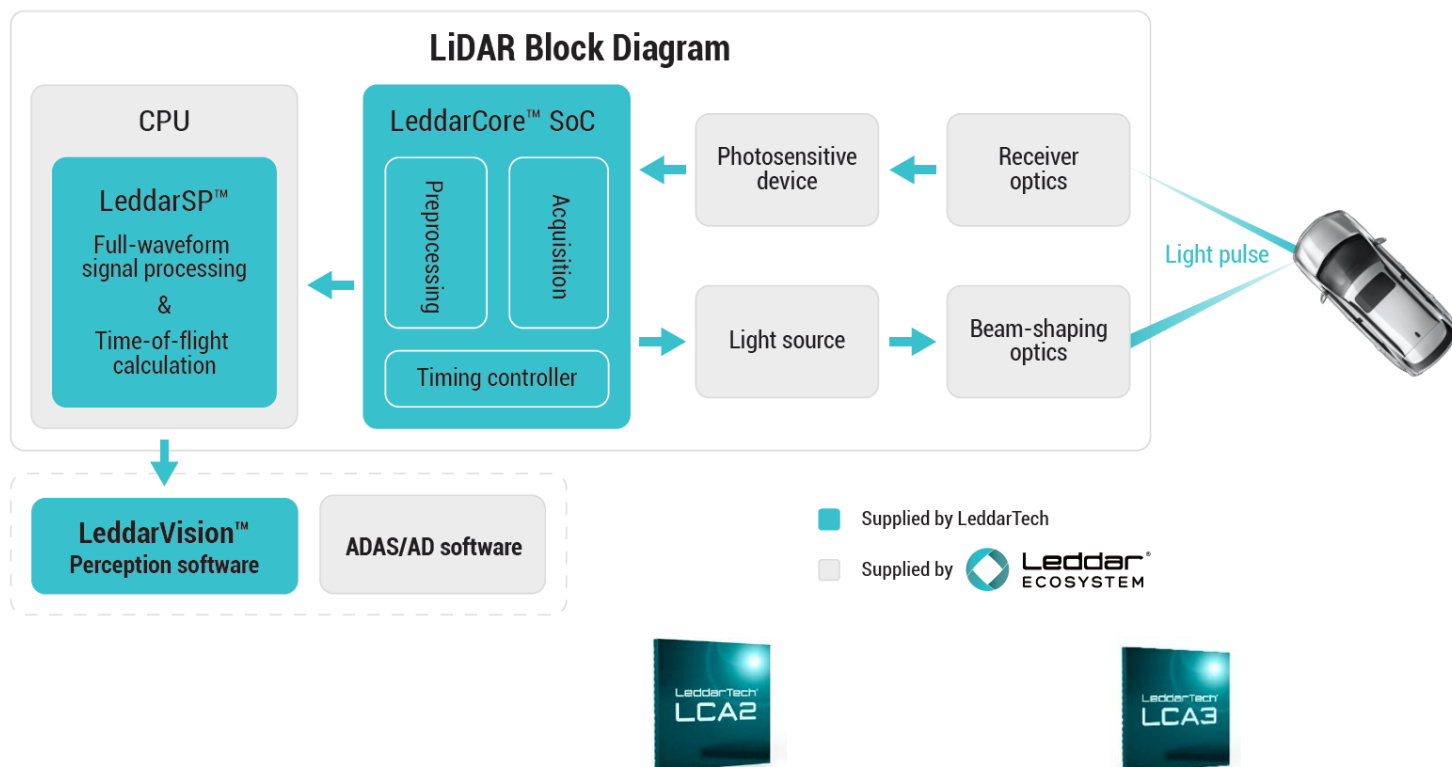 LiDAR Block Diagram
CPU
LeddarSP™
Full-waveform
signal processing
&
Time-of-flight
calculation
LeddarCore™ SoC
Preprocessing
Acquisition
Timing controller
Photosensitive
device
Receiver
optics
Light source
Beam-shaping
optics
Light pulse
LeddarVision™
Perception software
ADAS/AD software
Supplied by LeddarTech
Supplied by
Leddar®
ECOSYSTEM
LeddarTech®
LCA2
LeddarTech®
LCA3